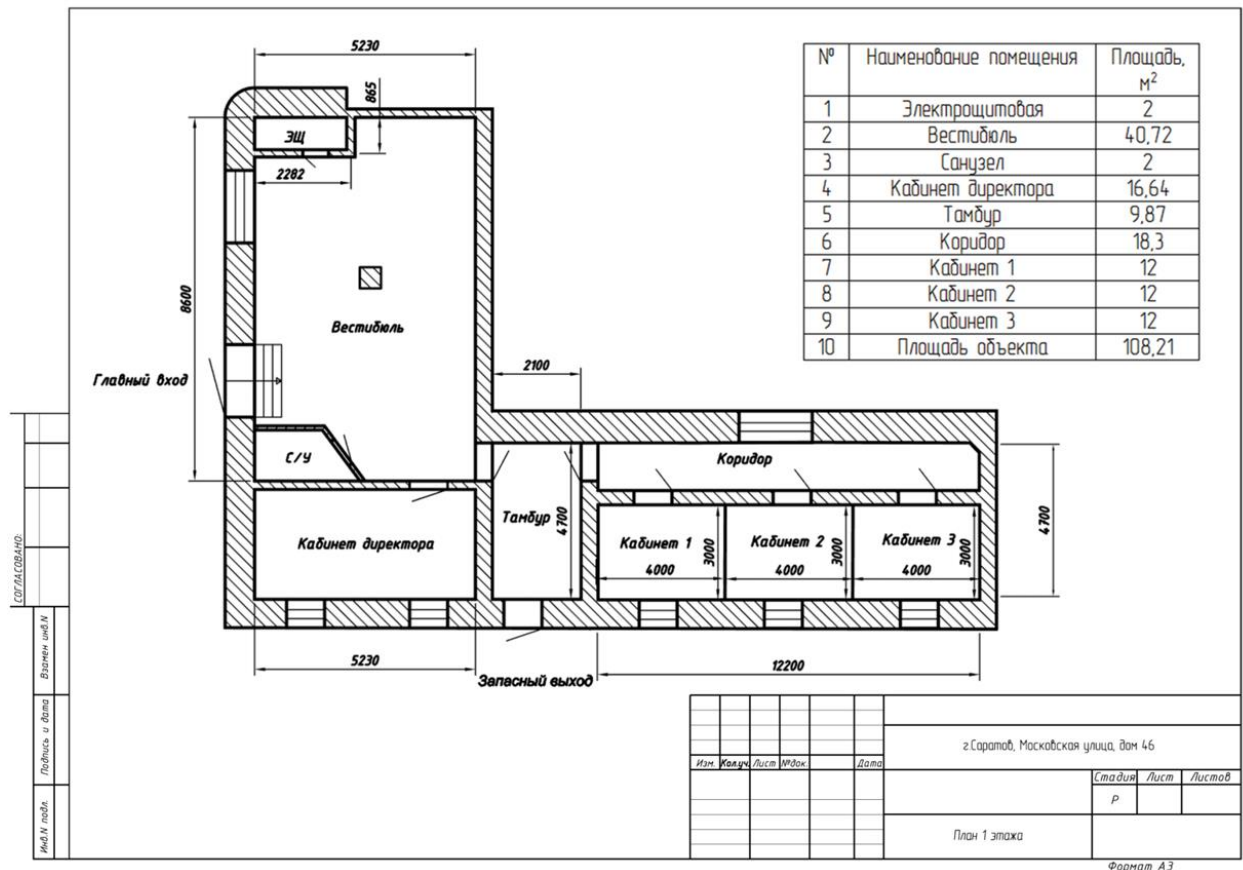 5230
865
ЭЩ
2282
8600
Вестибюль
Главный вход
2100
С/У
Коридор
Тамбур
4700
Кабинет директора
Кабинет 1
3000
4000
Кабинет 2
3000
4000
Кабинет 3
3000
4000
4700
5230
Запасный выход
12200
№ Наименование помещения Площадь, м²
1 Электрощитовая 2
2 Вестибюль 40,72
3 Санузел 2
4 Кабинет директора 16,64
5 Тамбур 9,87
6 Коридор 18,3
7 Кабинет 1 12
8 Кабинет 2 12
9 Кабинет 3 12
10 Площадь объекта 108,21
СОГЛАСОВАНО:
Взамен инв.N
Подпись и дата
Инв.N подл.
г.Саратов, Московская улица, дом 46
Изм. Кол.уч. Лист №док. Дата
Стадия Лист Листов
Р
План 1 этажа
Формат А3